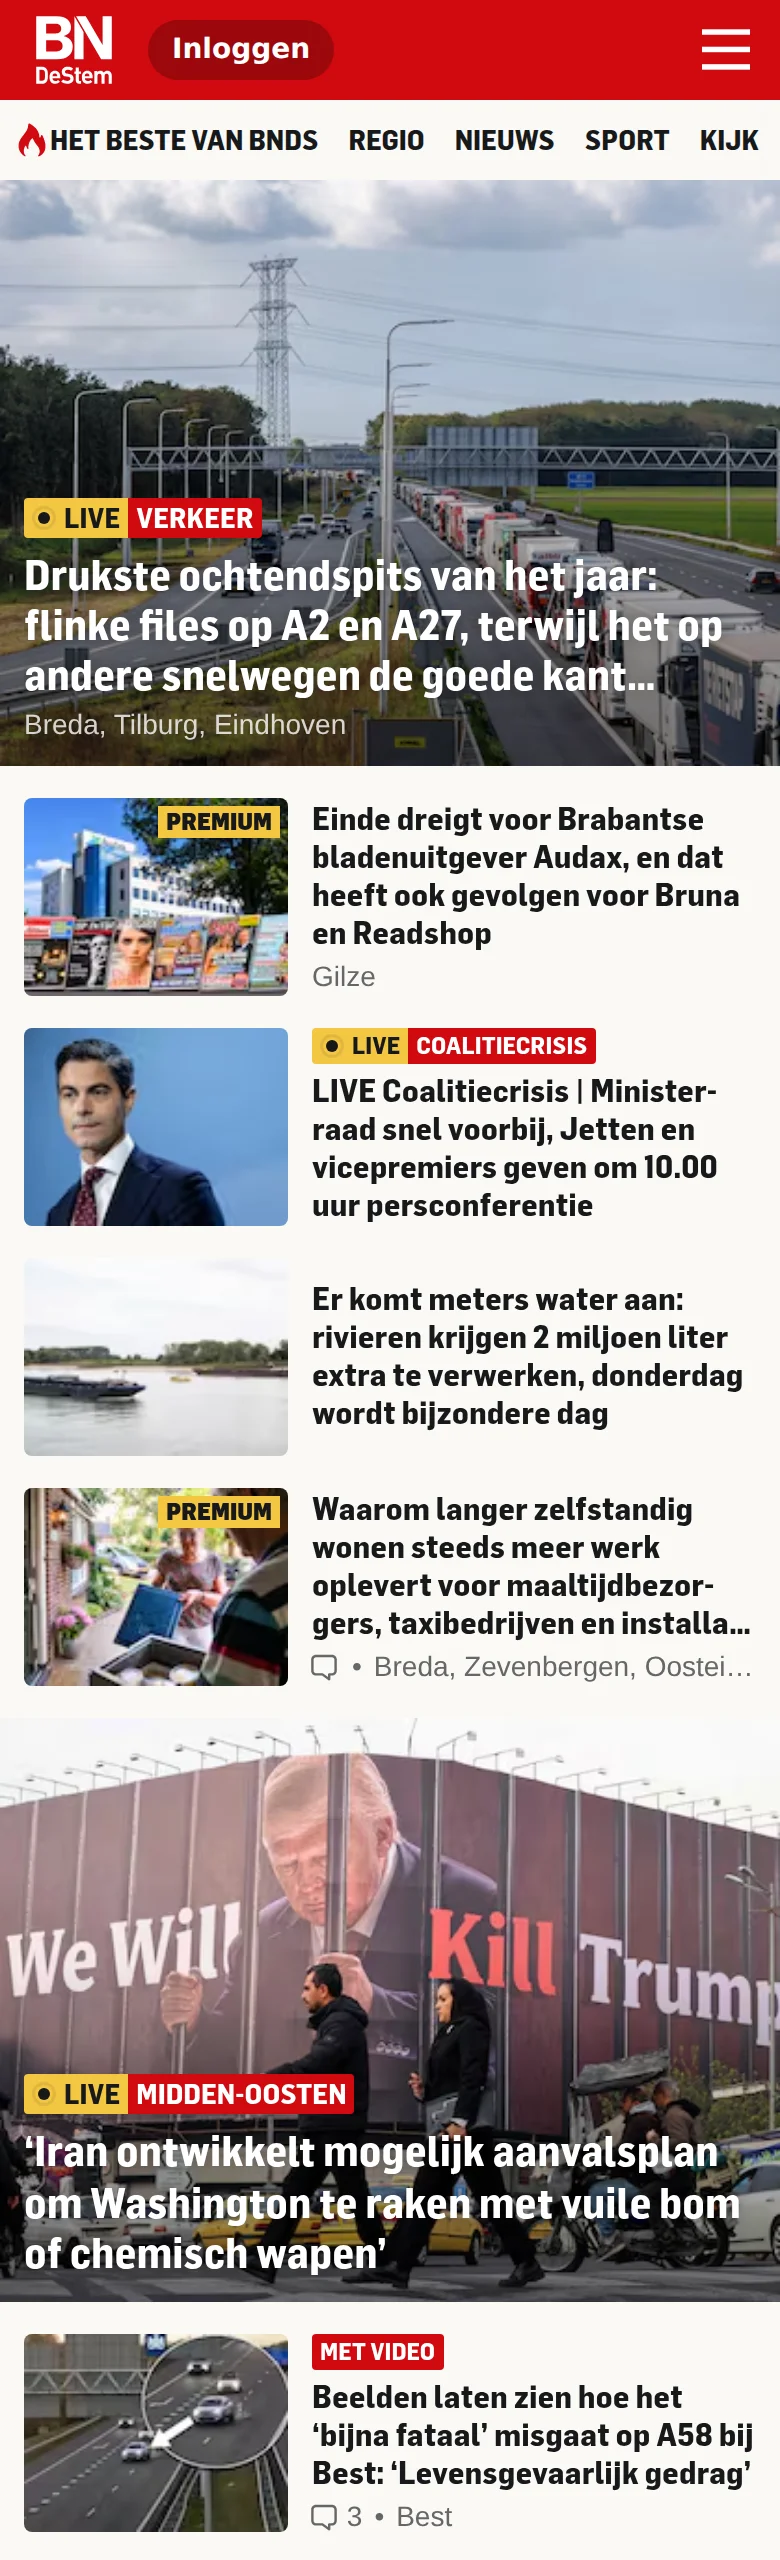 BN
DeStem
Inloggen
HET BESTE VAN BNDS REGIO NIEUWS SPORT KIJK
LIVE VERKEER
Drukste ochtendspits van het jaar:
flinke files op A2 en A27, terwijl het op
andere snelwegen de goede kant...
Breda, Tilburg, Eindhoven
PREMIUM
Einde dreigt voor Brabantse
bladenuitgever Audax, en dat
heeft ook gevolgen voor Bruna
en Readshop
Gilze
LIVE COALITIECRISIS
LIVE Coalitiecrisis | Minister-
raad snel voorbij, Jetten en
vicepremiers geven om 10.00
uur persconferentie
Er komt meters water aan:
rivieren krijgen 2 miljoen liter
extra te verwerken, donderdag
wordt bijzondere dag
PREMIUM
Waarom langer zelfstandig
wonen steeds meer werk
oplevert voor maaltijdbezor-
gers, taxibedrijven en installa...
• Breda, Zevenbergen, Oostei...
We Will Kill Trump
LIVE MIDDEN-OOSTEN
‘Iran ontwikkelt mogelijk aanvalsplan
om Washington te raken met vuile bom
of chemisch wapen’
MET VIDEO
Beelden laten zien hoe het
‘bijna fataal’ misgaat op A58 bij
Best: ‘Levensgevaarlijk gedrag’
3 • Best